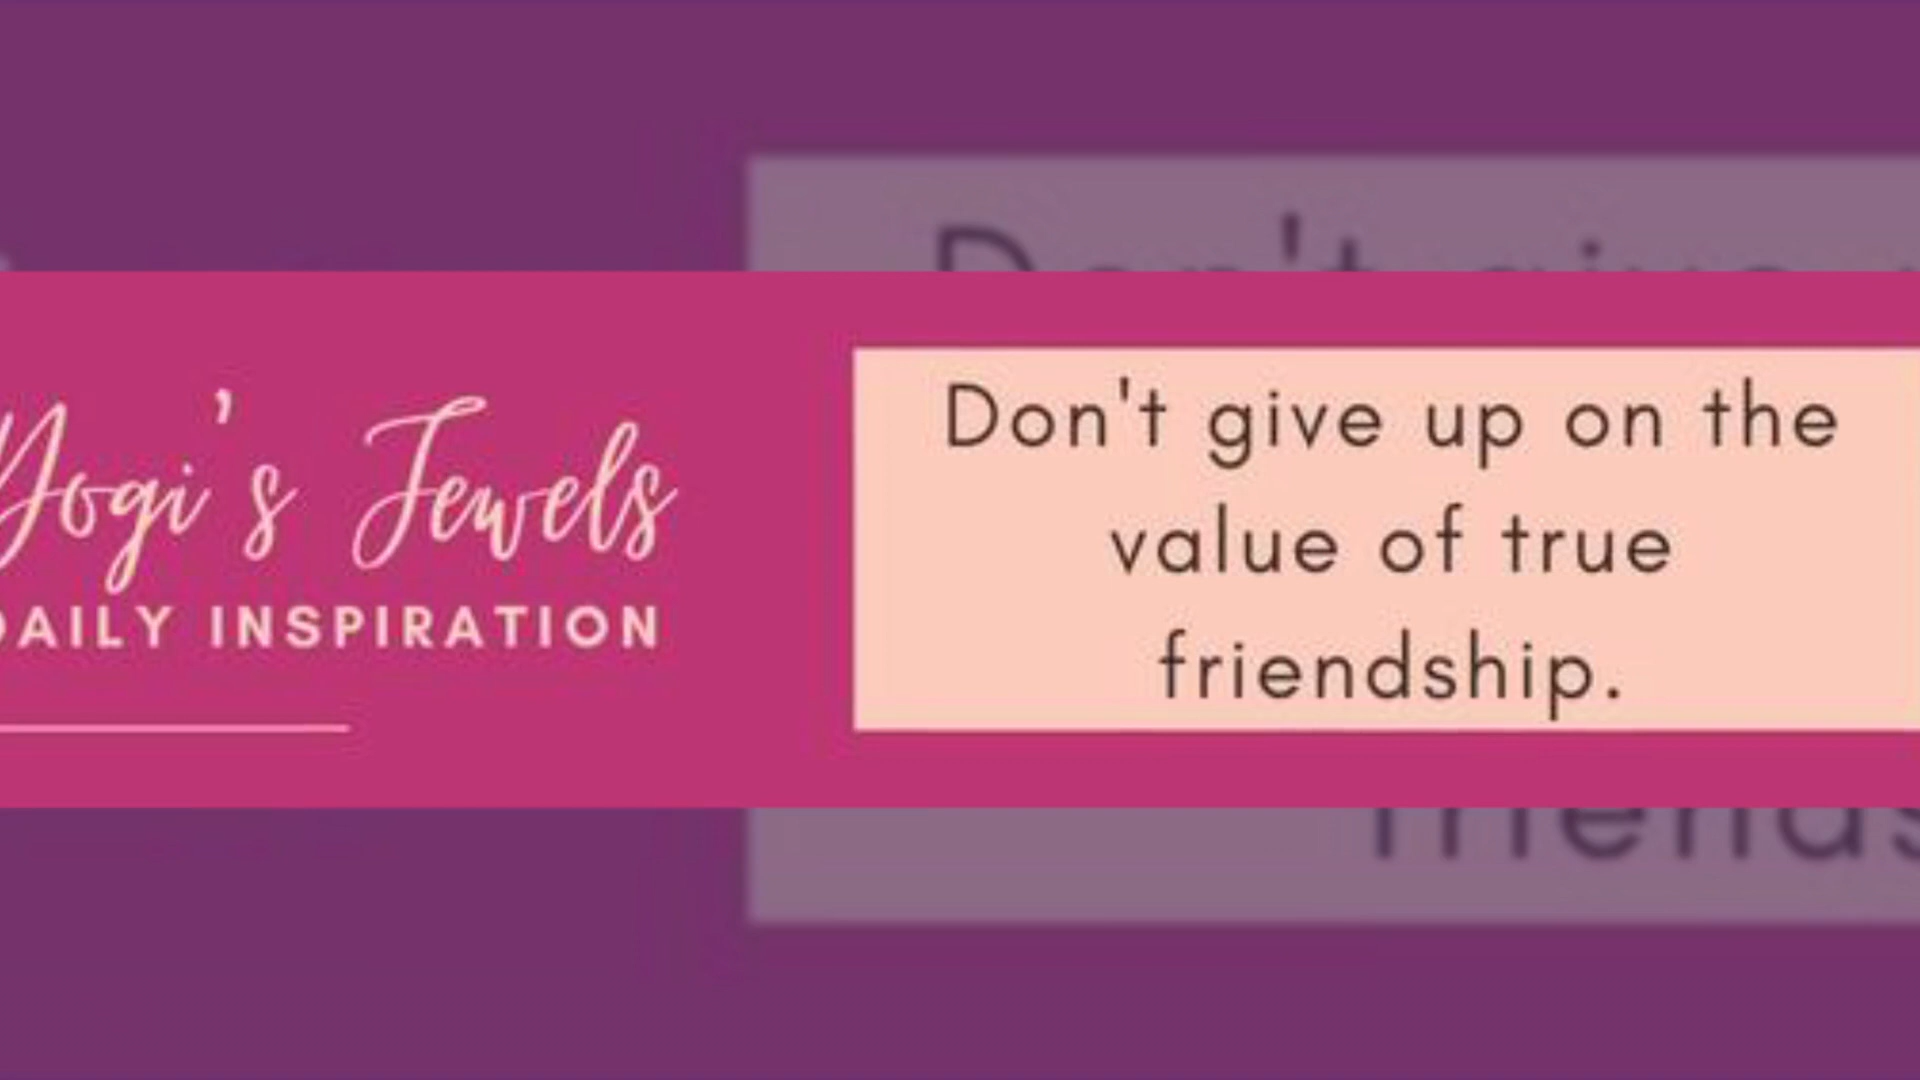 Yogi's Jewels
DAILY INSPIRATION
Don't give up on the
value of true
friendship.